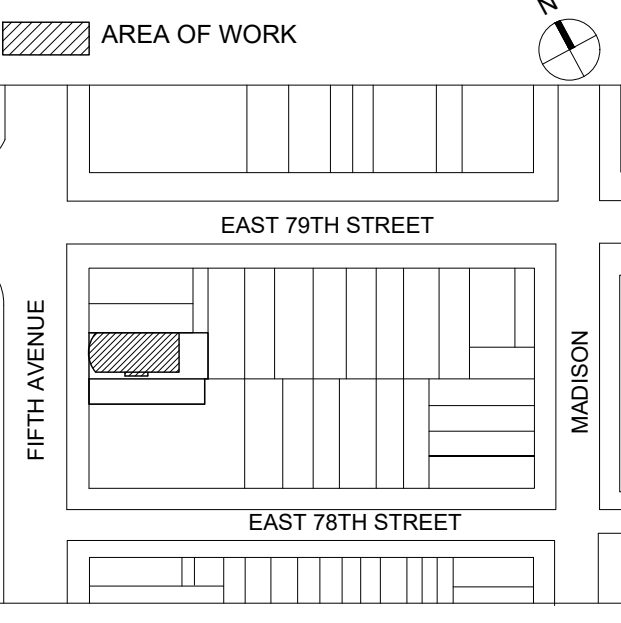 N
AREA OF WORK
EAST 79TH STREET
FIFTH AVENUE
MADISON
EAST 78TH STREET